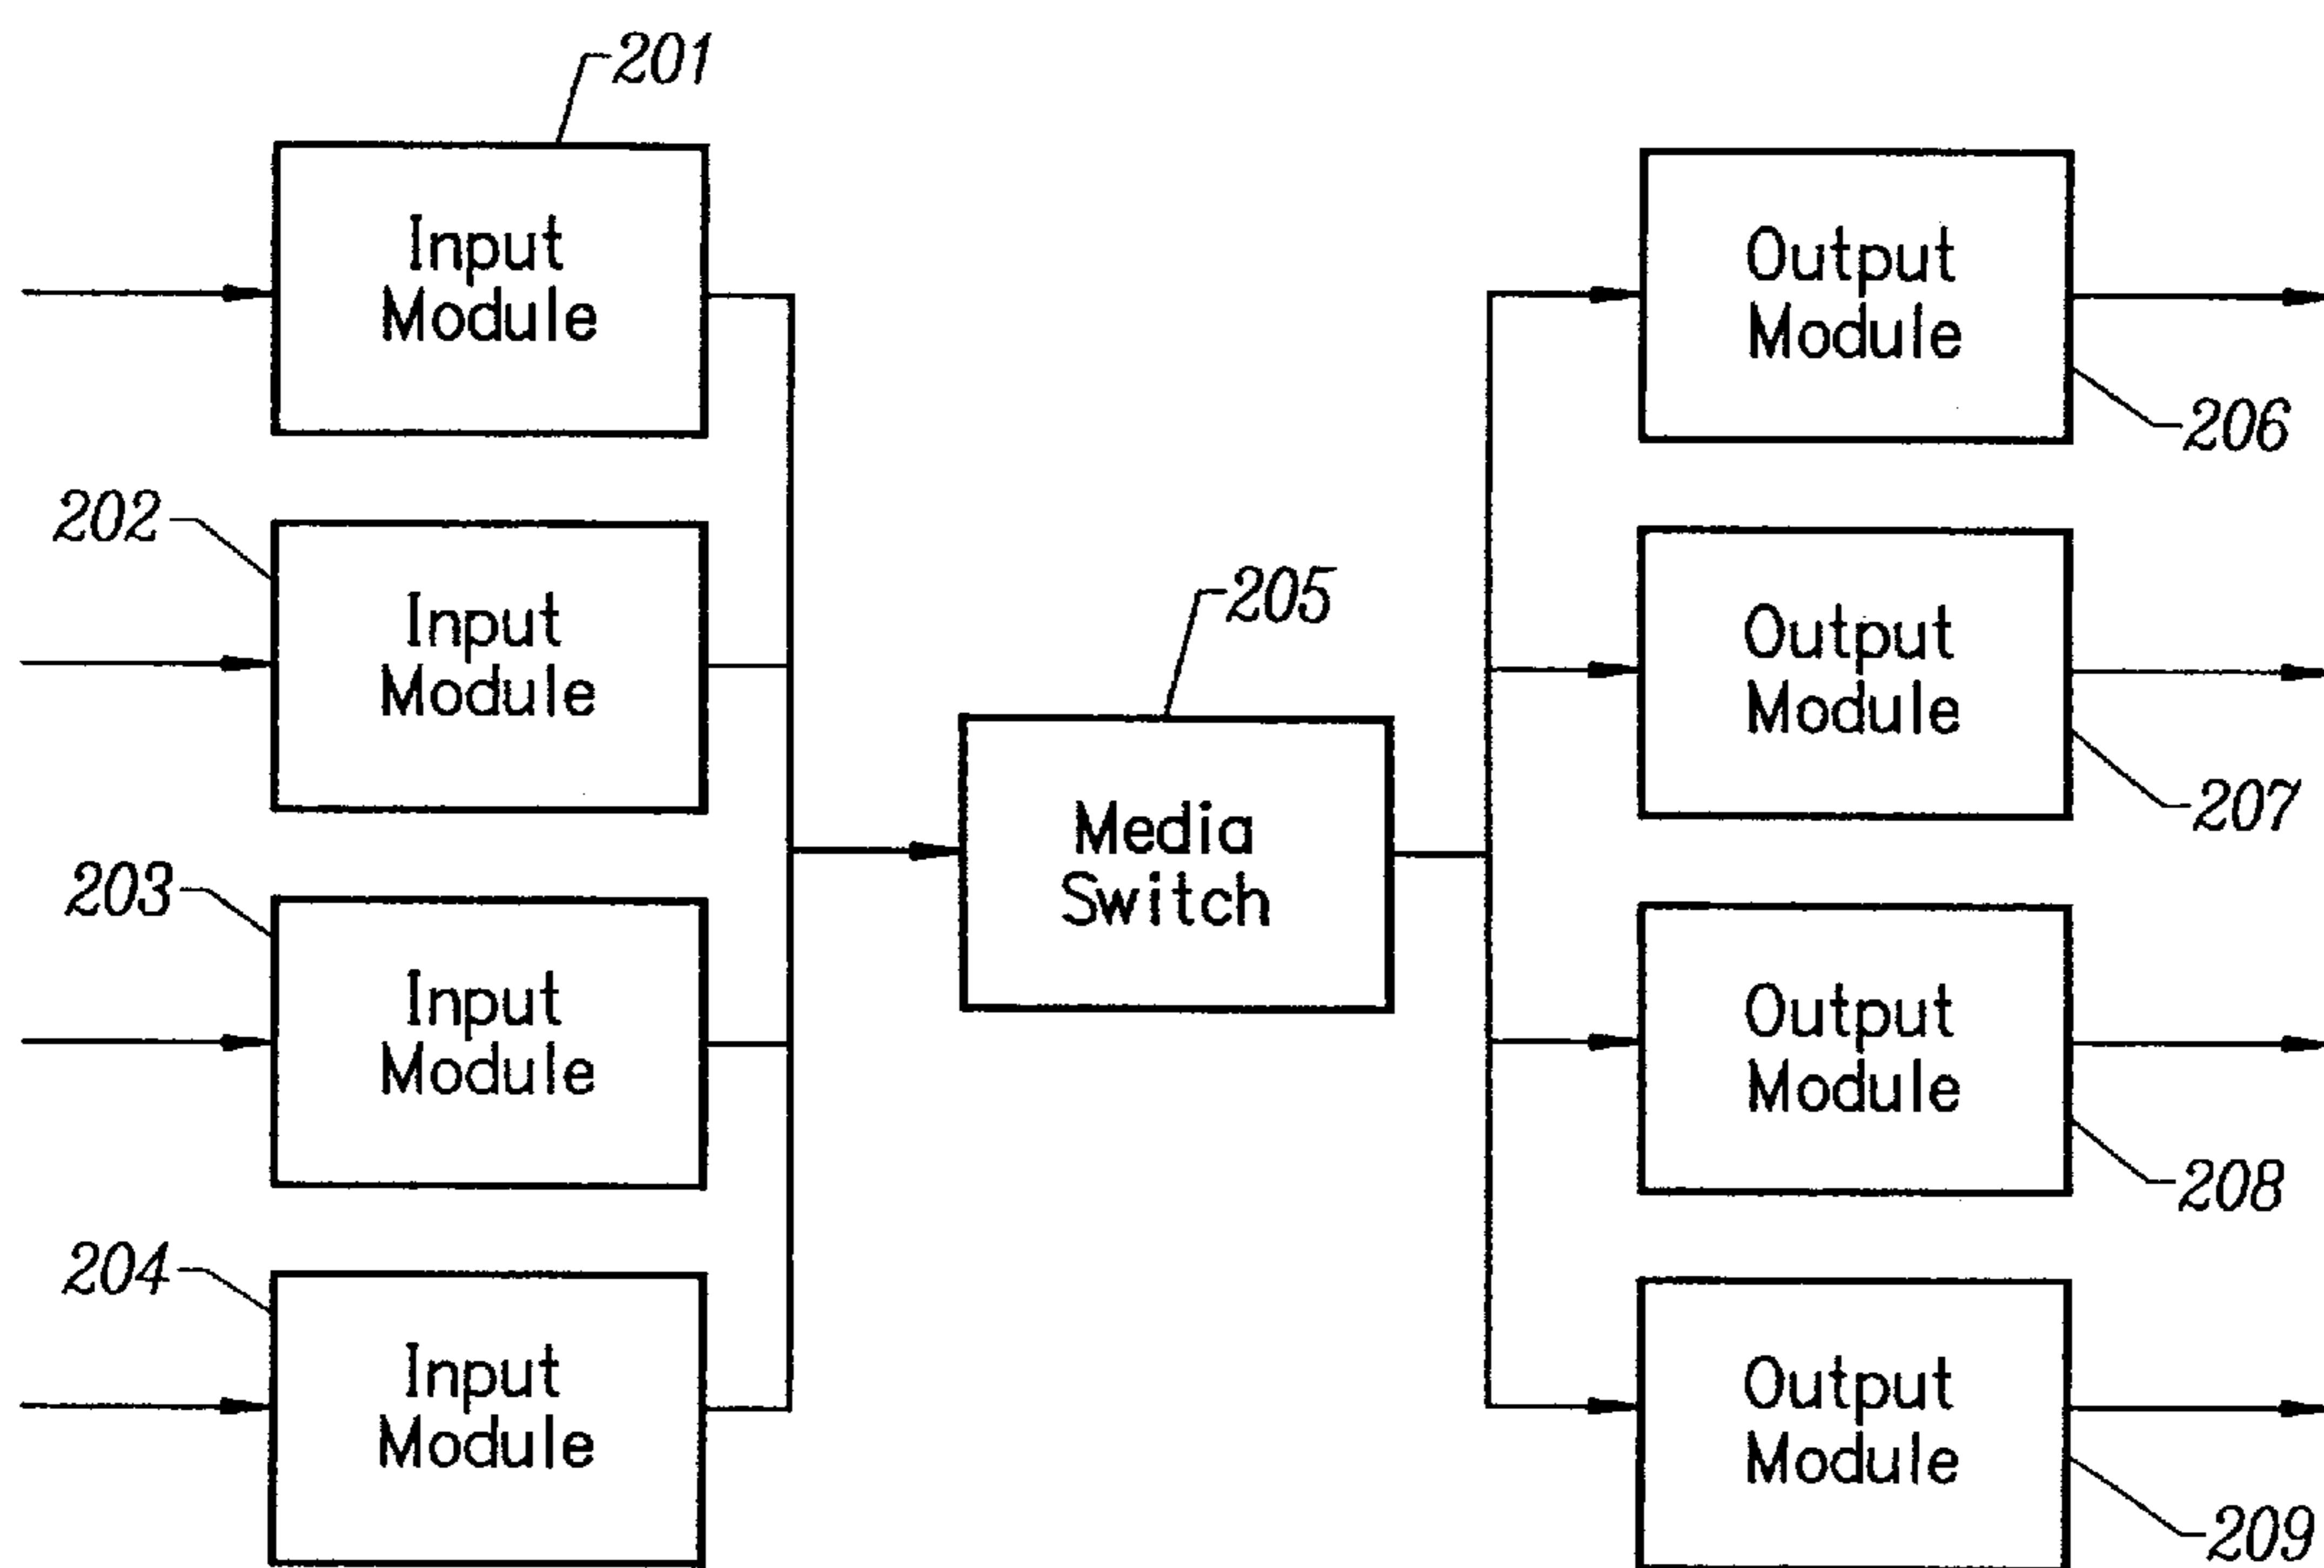 201
Input
Module
202
Input
Module
203
Input
Module
204
Input
Module
205
Media
Switch
Output
Module
206
Output
Module
207
Output
Module
208
Output
Module
209